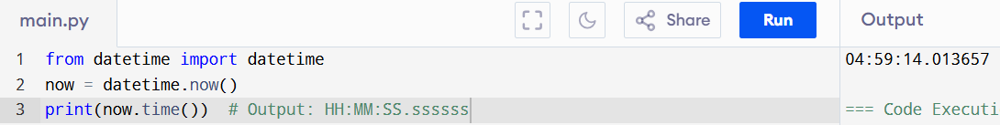 main.py Share Run Output
1 from datetime import datetime 04:59:14.013657
2 now = datetime.now()
3 print(now.time())  # Output: HH:MM:SS.ssssss === Code Executi